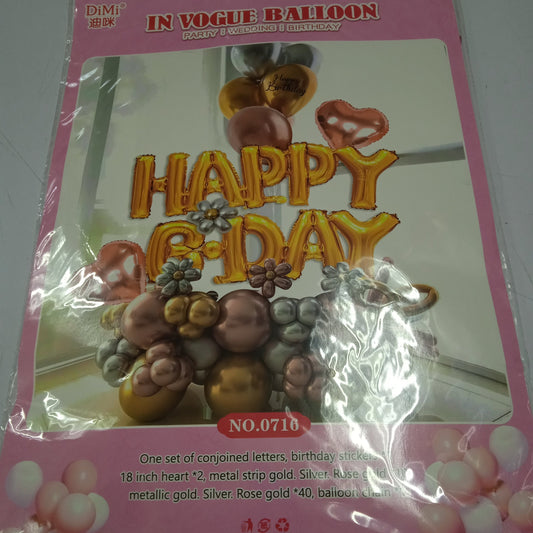 DiMi®
迪咪
IN VOGUE BALLOON
PARTY | WEDDING | BIRTHDAY
Happy
Birthday
HAPPY
B-DAY
NO.0716
One set of conjoined letters, birthday stickers
18 inch heart *2, metal strip gold. Silver. Rose gold
metallic gold. Silver. Rose gold *40, balloon chain